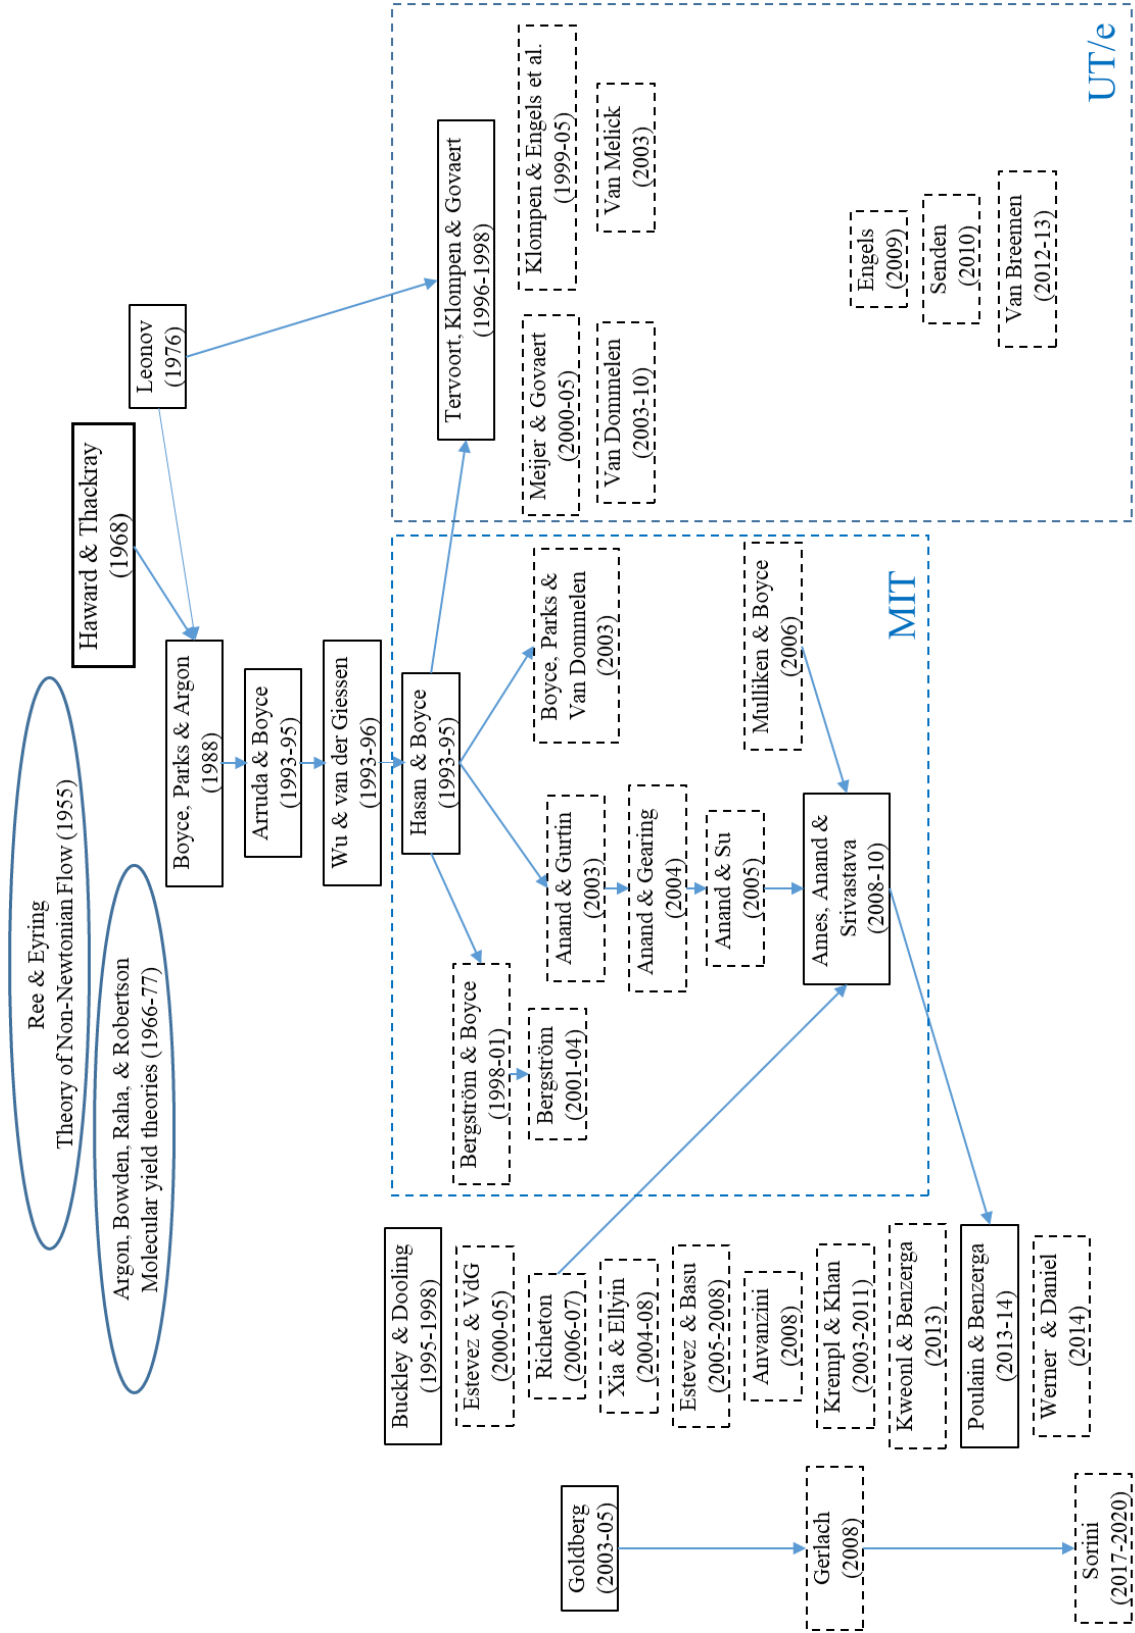 Ree & Eyring
Theory of Non-Newtonian Flow (1955)
Argon, Bowden, Raha, & Robertson
Molecular yield theories (1966-77)
Haward & Thackray
(1968)
Leonov
(1976)
Boyce, Parks & Argon
(1988)
Arruda & Boyce
(1993-95)
Wu & van der Giessen
(1993-96)
Goldberg
(2003-05)
Gerlach
(2008)
Sorini
(2017-2020)
Buckley & Dooling
(1995-1998)
Estevez & VdG
(2000-05)
Richeton
(2006-07)
Xia & Ellyin
(2004-08)
Estevez & Basu
(2005-2008)
Anvanzini
(2008)
Krempl & Khan
(2003-2011)
Kweonl & Benzerga
(2013)
Poulain & Benzerga
(2013-14)
Werner & Daniel
(2014)
Hasan & Boyce
(1993-95)
Bergström & Boyce
(1998-01)
Bergström
(2001-04)
Anand & Gurtin
(2003)
Anand & Gearing
(2004)
Anand & Su
(2005)
Boyce, Parks &
Van Dommelen
(2003)
Mulliken & Boyce
(2006)
Ames, Anand &
Srivastava
(2008-10)
MIT
Tervoort, Klompen & Govaert
(1996-1998)
Meijer & Govaert
(2000-05)
Klompen & Engels et al.
(1999-05)
Van Dommelen
(2003-10)
Van Melick
(2003)
Engels
(2009)
Senden
(2010)
Van Breemen
(2012-13)
UT/e